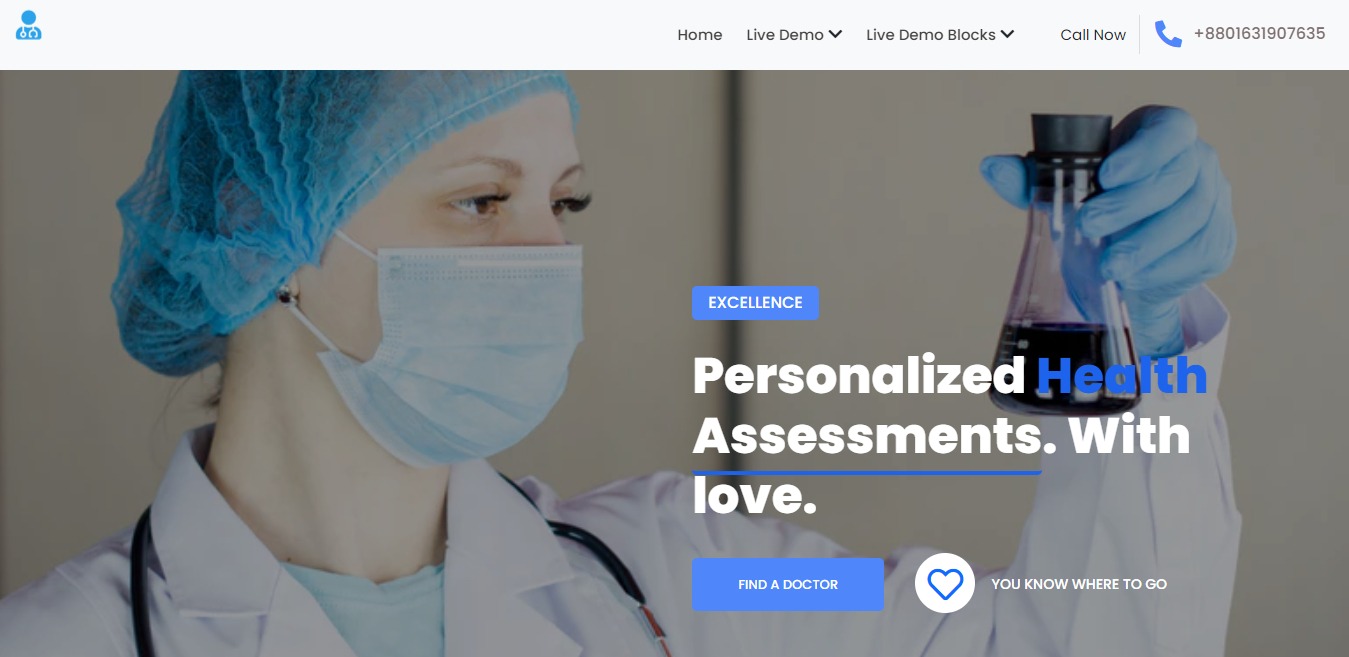 Home Live Demo Live Demo Blocks Call Now +8801631907635
EXCELLENCE
Personalized Health
Assessments. With
love.
FIND A DOCTOR YOU KNOW WHERE TO GO